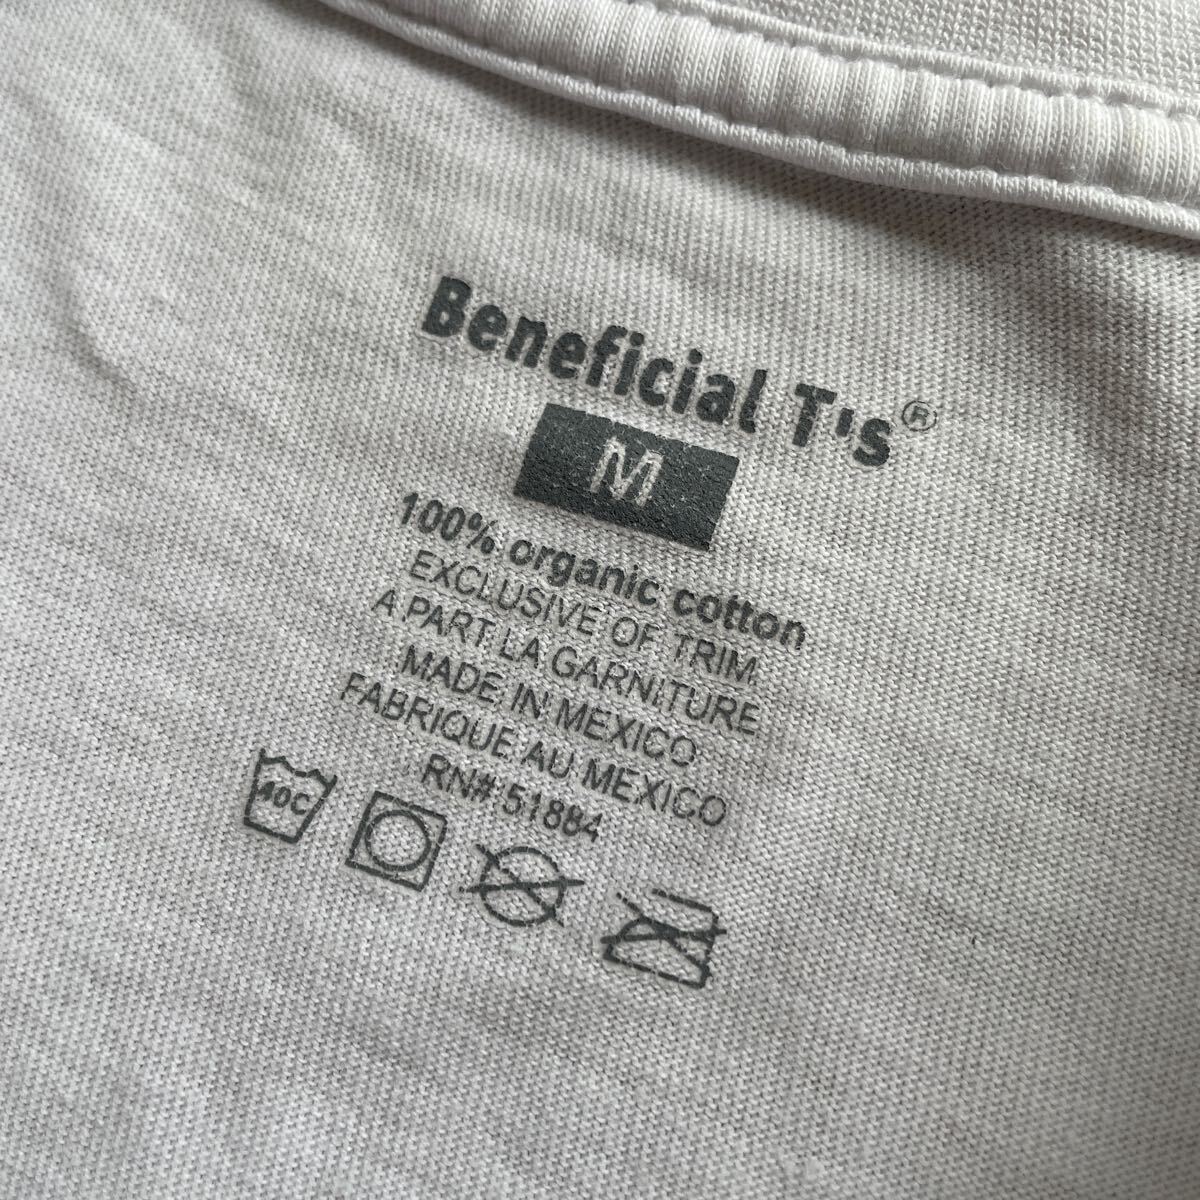 Beneficial T's®
M
100% organic cotton
EXCLUSIVE OF TRIM
A PART LA GARNITURE
MADE IN MEXICO
FABRIQUE AU MEXICO
RN# 51884
40C